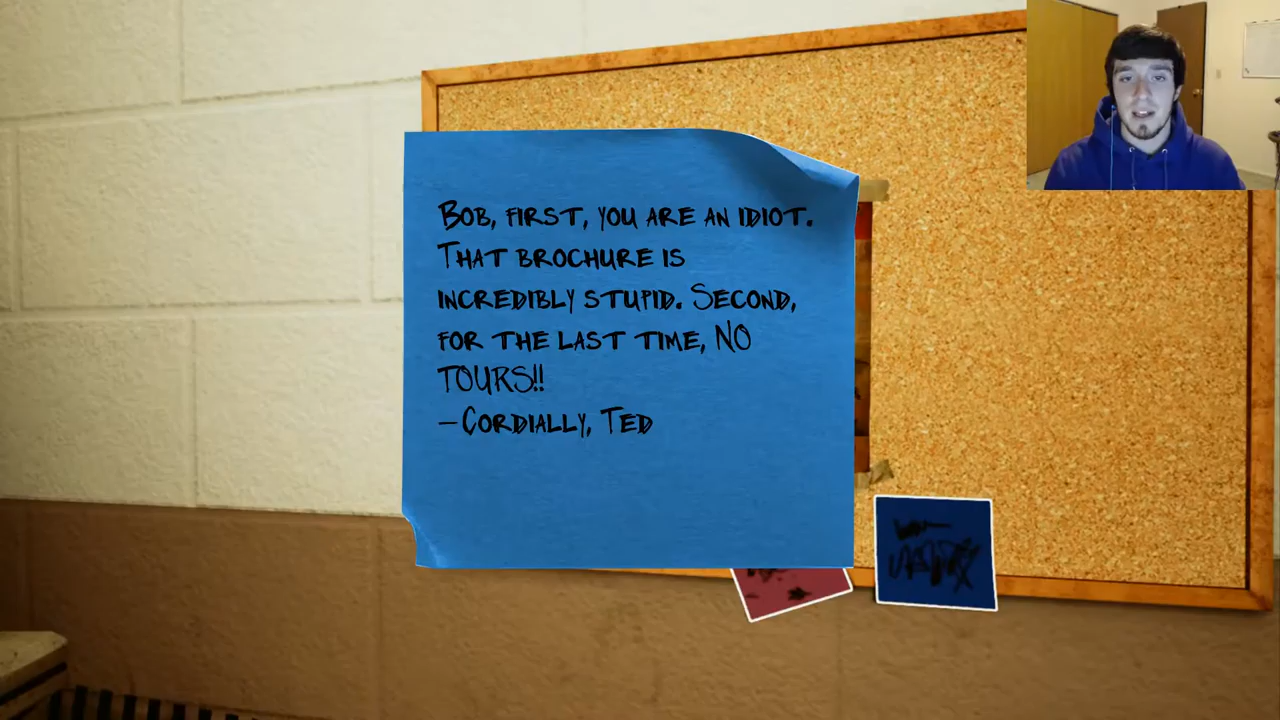 Bob, first, you are an idiot.
That brochure is
incredibly stupid. Second,
for the last time, NO
TOURS!!
–Cordially, Ted